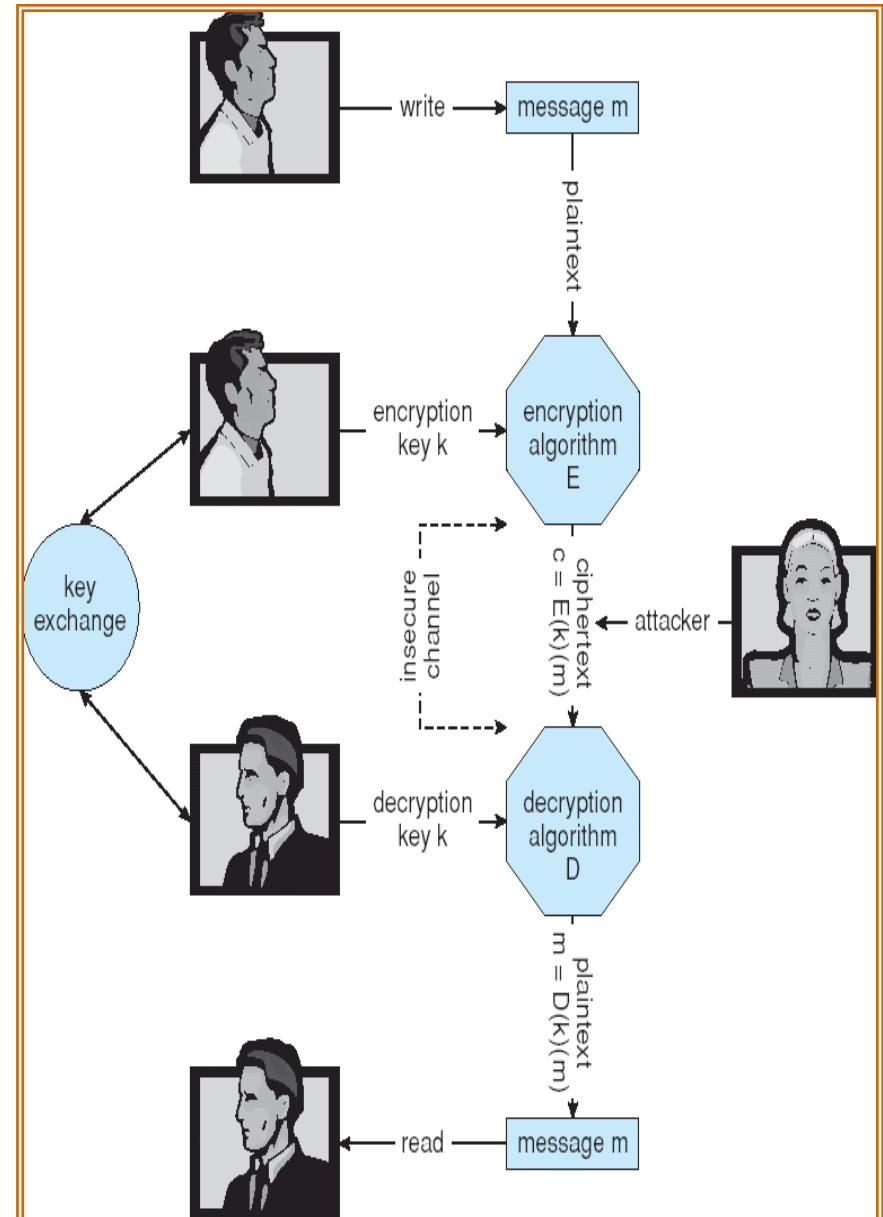 write
message m
plaintext
encryption
key k
encryption
algorithm
E
key
exchange
insecure
channel
ciphertext
c = E(k)(m)
attacker
decryption
key k
decryption
algorithm
D
plaintext
m = D(k)(m)
read
message m